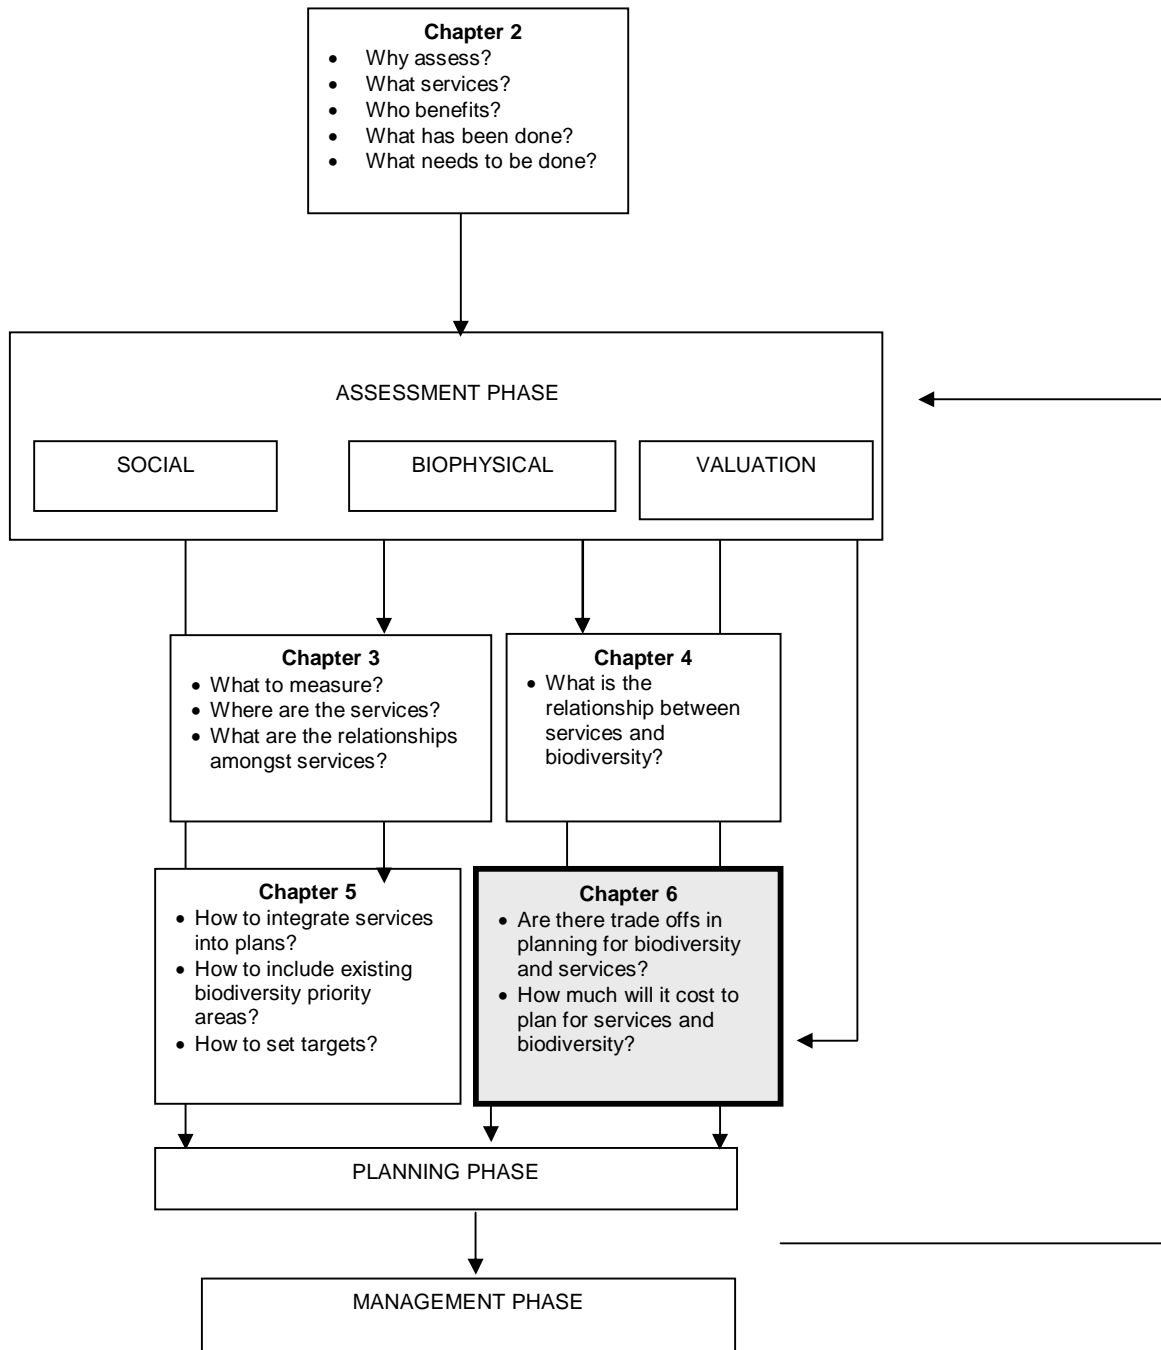 Chapter 2
• Why assess?
• What services?
• Who benefits?
• What has been done?
• What needs to be done?
ASSESSMENT PHASE
SOCIAL
BIOPHYSICAL
VALUATION
Chapter 3
• What to measure?
• Where are the services?
• What are the relationships
amongst services?
Chapter 4
• What is the
relationship between
services and
biodiversity?
Chapter 5
• How to integrate services
into plans?
• How to include existing
biodiversity priority
areas?
• How to set targets?
Chapter 6
• Are there trade offs in
planning for biodiversity
and services?
• How much will it cost to
plan for services and
biodiversity?
PLANNING PHASE
MANAGEMENT PHASE